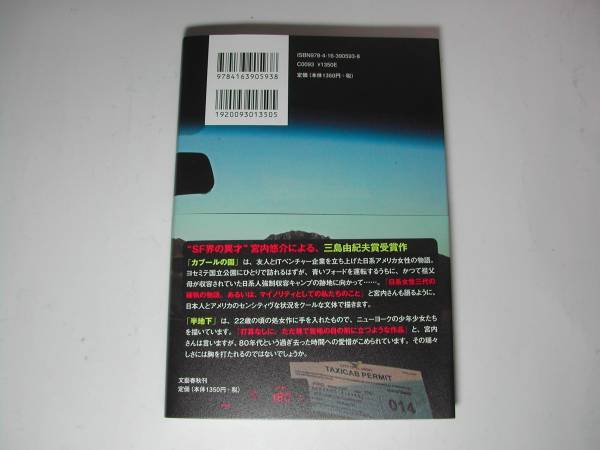 9784163905938
1920093013505
ISBN978-4-16-390593-8
C0093 ¥1350E
定価(本体1350円+税)
"SF界の異才"宮内悠介による、三島由紀夫賞受賞作
「カブールの園」は、友人とITベンチャー企業を立ち上げた日系アメリカ女性の物語。
ヨセミテ国立公園にひとりで訪れるはずが、青いフォードを運転するうちに、かつて祖父
母が収容されていた日系人強制収容キャンプの跡地に向かって……。「日系女性三代の
確執の物語、あるいは、マイノリティとしての私たちのこと」と宮内さんも語るように、
日本人とアメリカのセンシティヴな状況をクールな文体で描きます。
「半地下」は、22歳の頃の処女作に手を入れたもので、ニューヨークの少年少女たち
を描いています。「打算なしに、ただ裸で皆様の目の前に立つような作品」と、宮内
さんは言いますが、80年代という過ぎ去った時間への愛惜がこめられています。その瑞々
しさには胸を打たれるのではないでしょうか。
文藝春秋刊
定価(本体1350円+税)
TAXICAB PERMIT
014